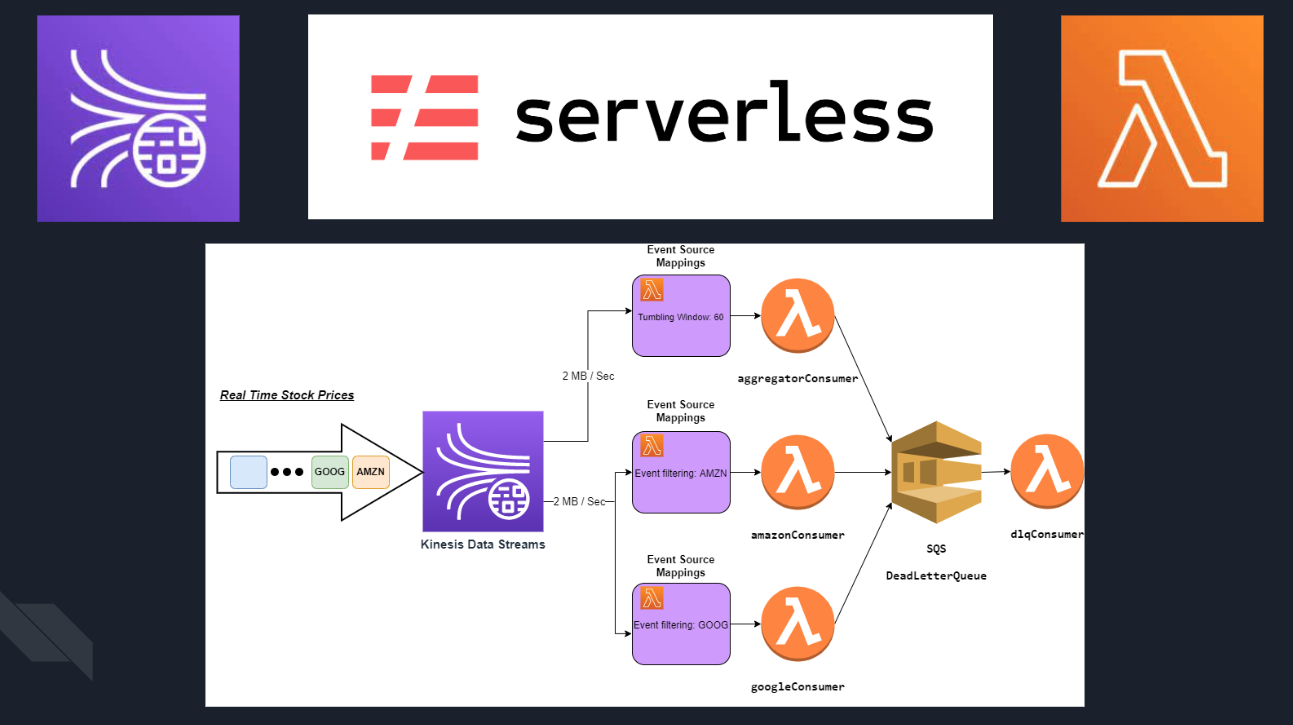 serverless
Event Source
Mappings
Tumbling Window: 60
aggregatorConsumer
2 MB / Sec
Real Time Stock Prices
GOOG
AMZN
Kinesis Data Streams
2 MB / Sec
Event Source
Mappings
Event filtering: AMZN
amazonConsumer
Event Source
Mappings
Event filtering: GOOG
googleConsumer
SQS
DeadLetterQueue
dlqConsumer